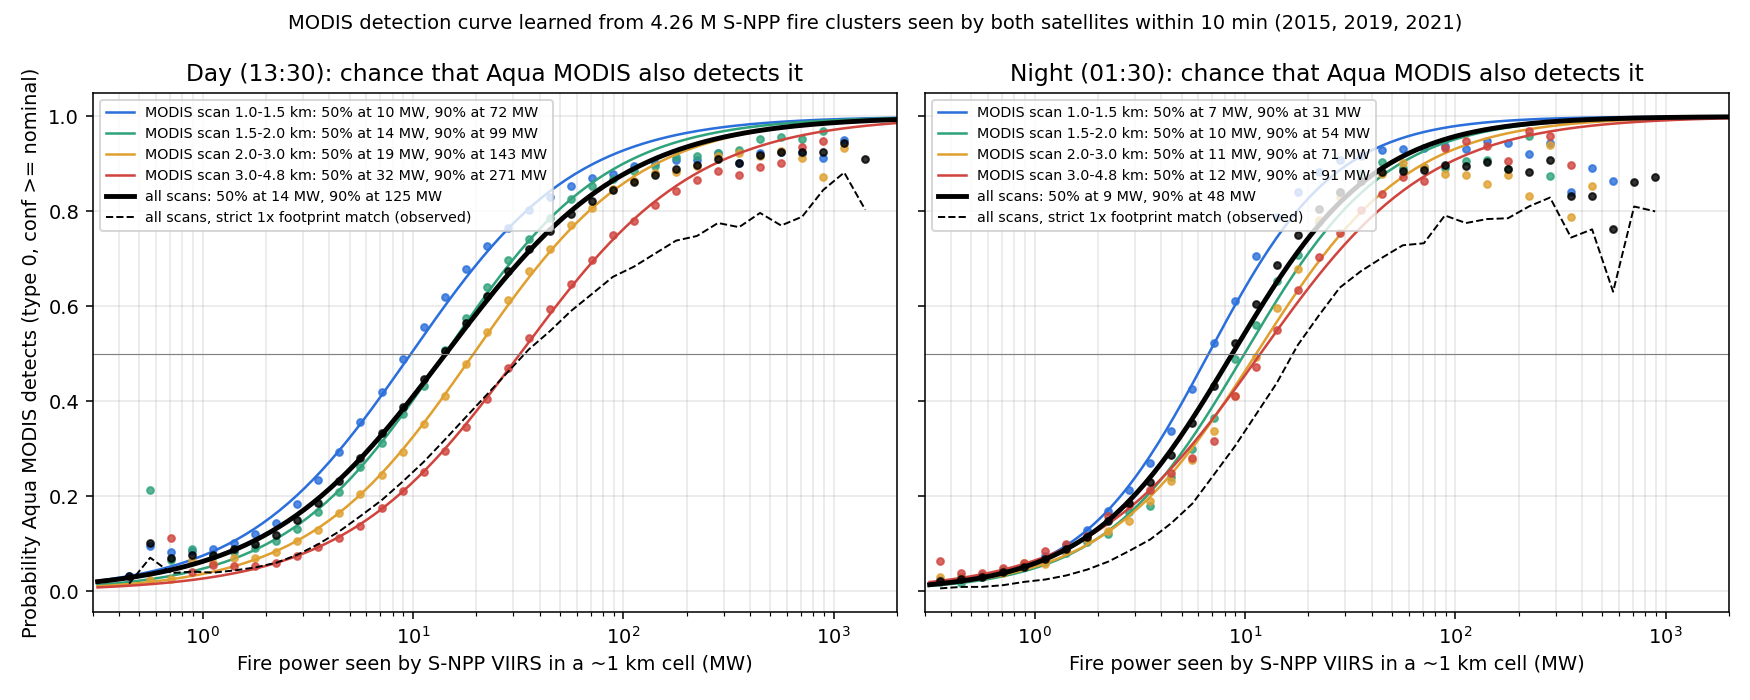 MODIS detection curve learned from 4.26 M S-NPP fire clusters seen by both satellites within 10 min (2015, 2019, 2021)
Day (13:30): chance that Aqua MODIS also detects it
Probability Aqua MODIS detects (type 0, conf >= nominal)
1.0
0.8
0.6
0.4
0.2
0.0
MODIS scan 1.0-1.5 km: 50% at 10 MW, 90% at 72 MW
MODIS scan 1.5-2.0 km: 50% at 14 MW, 90% at 99 MW
MODIS scan 2.0-3.0 km: 50% at 19 MW, 90% at 143 MW
MODIS scan 3.0-4.8 km: 50% at 32 MW, 90% at 271 MW
all scans: 50% at 14 MW, 90% at 125 MW
all scans, strict 1x footprint match (observed)
10⁰ 10¹ 10² 10³
Fire power seen by S-NPP VIIRS in a ~1 km cell (MW)
Night (01:30): chance that Aqua MODIS also detects it
MODIS scan 1.0-1.5 km: 50% at 7 MW, 90% at 31 MW
MODIS scan 1.5-2.0 km: 50% at 10 MW, 90% at 54 MW
MODIS scan 2.0-3.0 km: 50% at 11 MW, 90% at 71 MW
MODIS scan 3.0-4.8 km: 50% at 12 MW, 90% at 91 MW
all scans: 50% at 9 MW, 90% at 48 MW
all scans, strict 1x footprint match (observed)
10⁰ 10¹ 10² 10³
Fire power seen by S-NPP VIIRS in a ~1 km cell (MW)